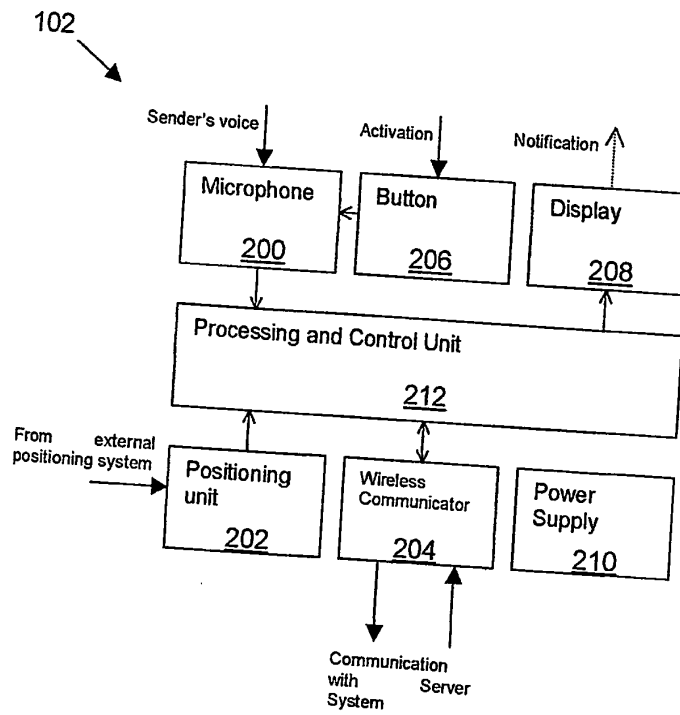 102
Sender's voice
Activation
Notification
Microphone
200
Button
206
Display
208
Processing and Control Unit
212
From external
positioning system
Positioning
unit
202
Wireless
Communicator
204
Power
Supply
210
Communication
with Server
System